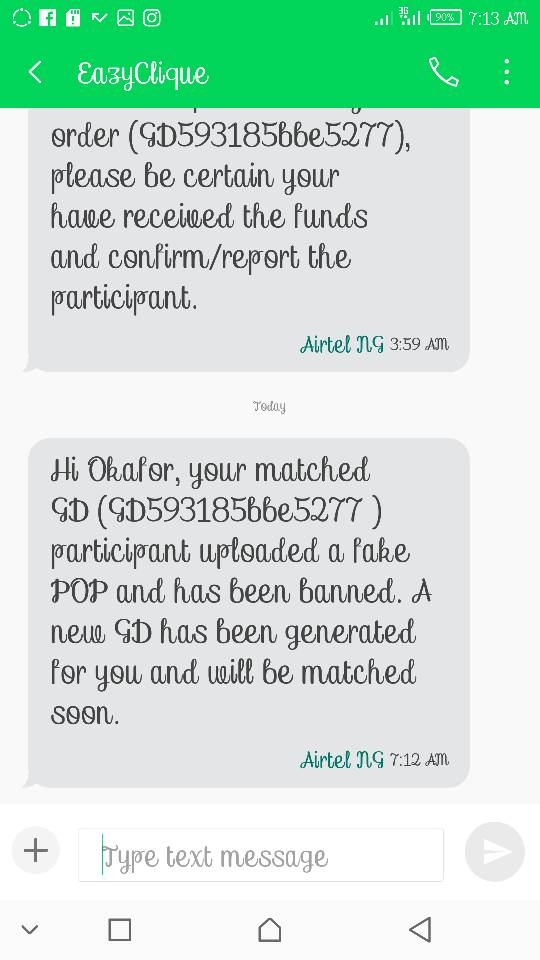 3G
90%
7:13 AM
EazyClique
order (GD593185bbe5277),
please be certain your
have received the funds
and confirm/report the
participant.
Airtel NG 3:59 AM
Today
Hi Okafor, your matched
GD (GD593185bbe5277 )
participant uploaded a fake
POP and has been banned. A
new GD has been generated
for you and will be matched
soon.
Airtel NG 7:12 AM
Type text message